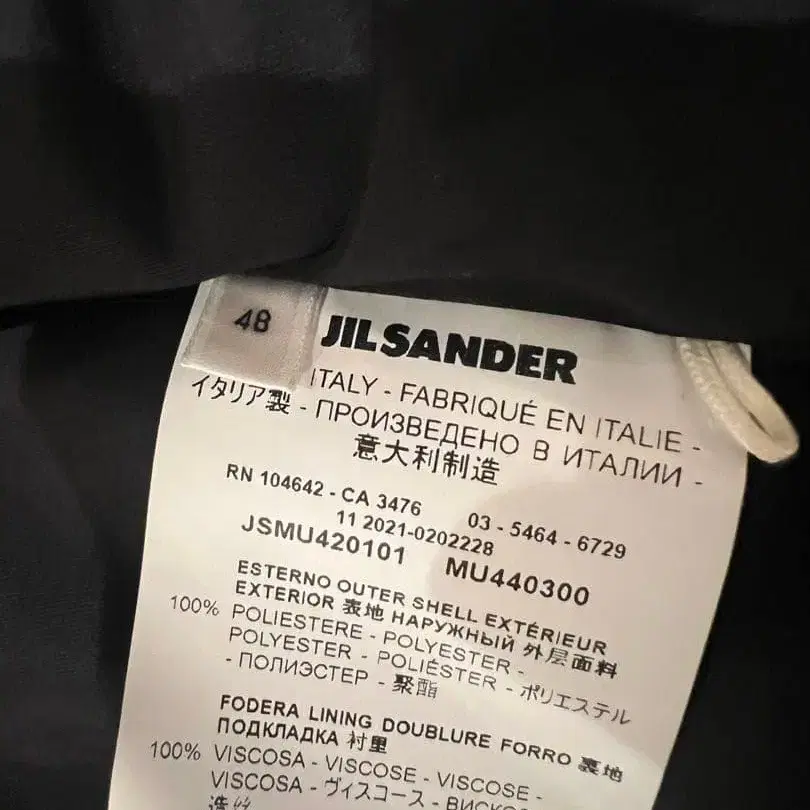 48
JIL SANDER
ITALY - FABRIQUÉ EN ITALIE -
イタリア製 - ПРОИЗВЕДЕНО В ИТАЛИИ -
意大利制造
RN 104642 - CA 3476 03 - 5464 - 6729
11 2021-0202228
JSMU420101 MU440300
ESTERNO OUTER SHELL EXTÉRIEUR
EXTERIOR 表地 НАРУЖНЫЙ 外层面料
100% POLIESTERE - POLYESTER -
POLYESTER - POLIÉSTER - ポリエステル
- ПОЛИЭСТЕР - 聚酯
FODERA LINING DOUBLURE FORRO 裏地
ПОДКЛАДКА 衬里
100% VISCOSA - VISCOSE - VISCOSE -
VISCOSA - ヴィスコース -